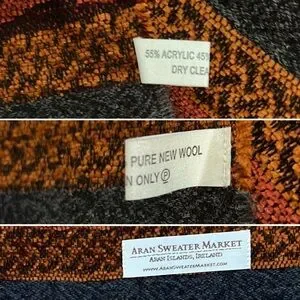 55% ACRYLIC 45%
DRY CLEA
PURE NEW WOOL
N ONLY Ⓟ
ARAN SWEATER MARKET
ARAN ISLANDS, IRELAND
WWW.ARANSWEATERMARKET.COM